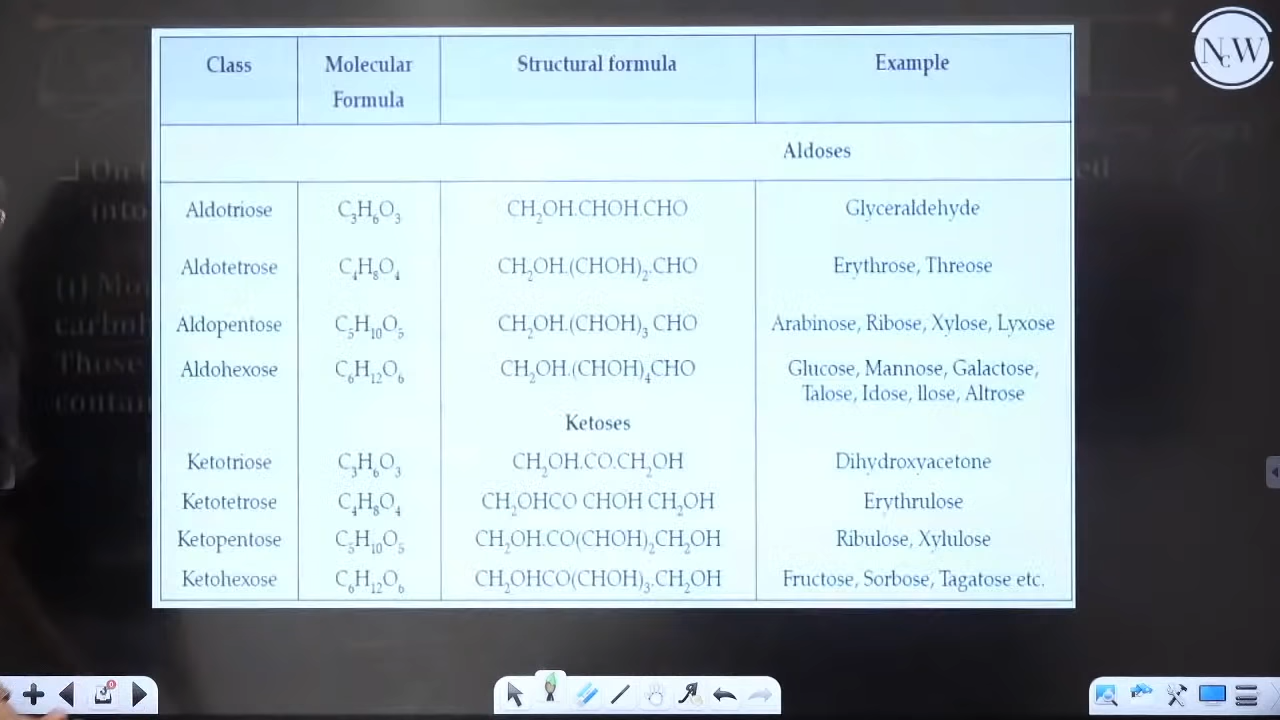 NcW
Class Molecular Formula Structural formula Example
Aldoses
Aldotriose C₃H₆O₃ CH₂OH.CHOH.CHO Glyceraldehyde
Aldotetrose C₄H₈O₄ CH₂OH.(CHOH)₂.CHO Erythrose, Threose
Aldopentose C₅H₁₀O₅ CH₂OH.(CHOH)₃ CHO Arabinose, Ribose, Xylose, Lyxose
Aldohexose C₆H₁₂O₆ CH₂OH.(CHOH)₄CHO Glucose, Mannose, Galactose,
Talose, Idose, llose, Altrose
Ketoses
Ketotriose C₃H₆O₃ CH₂OH.CO.CH₂OH Dihydroxyacetone
Ketotetrose C₄H₈O₄ CH₂OHCO CHOH CH₂OH Erythrulose
Ketopentose C₅H₁₀O₅ CH₂OH.CO(CHOH)₂CH₂OH Ribulose, Xylulose
Ketohexose C₆H₁₂O₆ CH₂OHCO(CHOH)₃.CH₂OH Fructose, Sorbose, Tagatose etc.